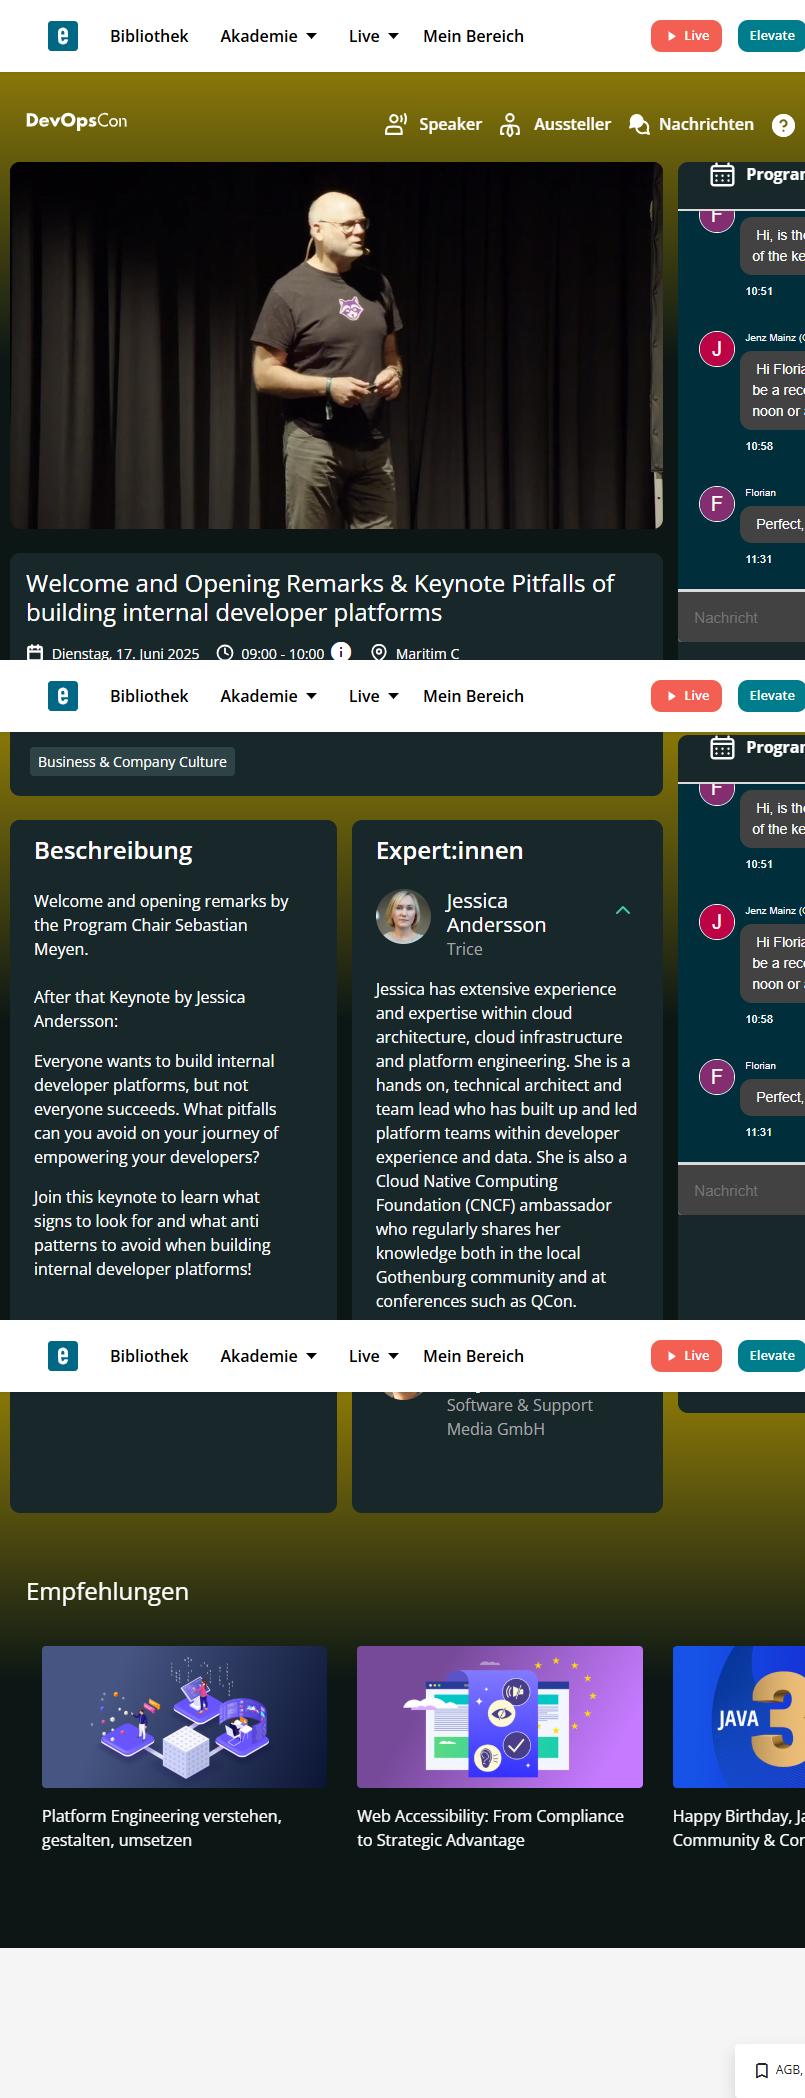 e Bibliothek Akademie Live Mein Bereich Live Elevate
DevOpsCon Speaker Aussteller Nachrichten ?
F
Hi, is the
of the ke
10:51
Jenz Mainz
J
Hi Floria
be a reco
noon or
10:58
Florian
F
Perfect,
11:31
Nachricht
Welcome and Opening Remarks & Keynote Pitfalls of
building internal developer platforms
Dienstag, 17. Juni 2025 09:00 - 10:00 i Maritim C
e Bibliothek Akademie Live Mein Bereich Live Elevate
Business & Company Culture
Beschreibung
Welcome and opening remarks by
the Program Chair Sebastian
Meyen.
After that Keynote by Jessica
Andersson:
Everyone wants to build internal
developer platforms, but not
everyone succeeds. What pitfalls
can you avoid on your journey of
empowering your developers?
Join this keynote to learn what
signs to look for and what anti
patterns to avoid when building
internal developer platforms!
Expert:innen
Jessica
Andersson
Trice
Jessica has extensive experience
and expertise within cloud
architecture, cloud infrastructure
and platform engineering. She is a
hands on, technical architect and
team lead who has built up and led
platform teams within developer
experience and data. She is also a
Cloud Native Computing
Foundation (CNCF) ambassador
who regularly shares her
knowledge both in the local
Gothenburg community and at
conferences such as QCon.
F
Hi, is the
of the ke
10:51
Jenz Mainz
J
Hi Floria
be a reco
noon or
10:58
Florian
F
Perfect,
11:31
Nachricht
e Bibliothek Akademie Live Mein Bereich Live Elevate
Software & Support
Media GmbH
Empfehlungen
JAVA 3
Platform Engineering verstehen,
gestalten, umsetzen
Web Accessibility: From Compliance
to Strategic Advantage
Happy Birthday, Ja
Community & Cor
AGB,